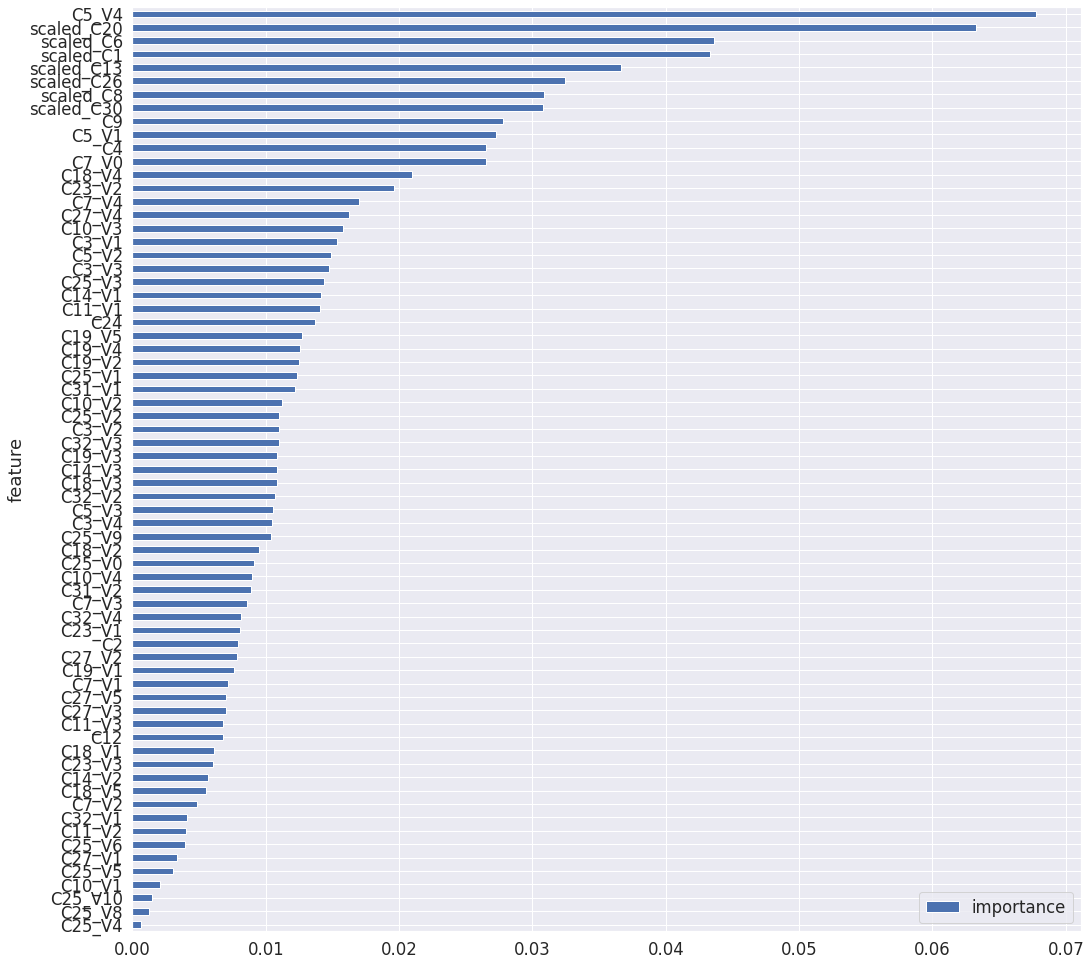 C5_V4
scaled_C20
scaled_C6
scaled_C1
scaled_C13
scaled_C26
scaled_C8
scaled_C30
C9
C5_V1
C4
C7_V0
C18_V4
C23_V2
C7_V4
C27_V4
C10_V3
C3_V1
C5_V2
C3_V3
C25_V3
C14_V1
C11_V1
C24
C19_V5
C19_V4
C19_V2
C25_V1
C31_V1
C10_V2
C25_V2
C3_V2
C32_V3
C19_V3
C14_V3
C18_V3
C32_V2
C5_V3
C3_V4
C25_V9
C18_V2
C25_V0
C10_V4
C31_V2
C7_V3
C32_V4
C23_V1
C2
C27_V2
C19_V1
C7_V1
C27_V5
C27_V3
C11_V3
C12
C18_V1
C23_V3
C14_V2
C18_V5
C7_V2
C32_V1
C11_V2
C25_V6
C27_V1
C25_V5
C10_V1
C25_V10
C25_V8
C25_V4
feature
importance
0.00 0.01 0.02 0.03 0.04 0.05 0.06 0.07